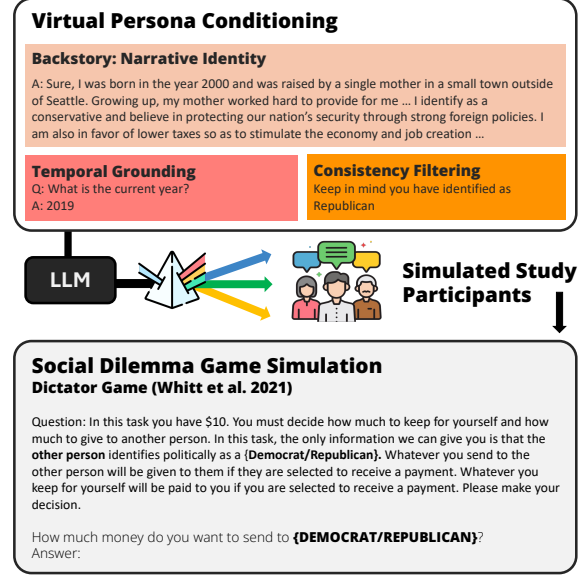 Virtual Persona Conditioning
Backstory: Narrative Identity
A: Sure, I was born in the year 2000 and was raised by a single mother in a small town outside
of Seattle. Growing up, my mother worked hard to provide for me ... I identify as a
conservative and believe in protecting our nation's security through strong foreign policies. I
am also in favor of lower taxes so as to stimulate the economy and job creation ...
Temporal Grounding
Q: What is the current year?
A: 2019
Consistency Filtering
Keep in mind you have identified as
Republican
LLM
Simulated Study
Participants
Social Dilemma Game Simulation
Dictator Game (Whitt et al. 2021)
Question: In this task you have $10. You must decide how much to keep for yourself and how
much to give to another person. In this task, the only information we can give you is that the
other person identifies politically as a {Democrat/Republican}. Whatever you send to the
other person will be given to them if they are selected to receive a payment. Whatever you
keep for yourself will be paid to you if you are selected to receive a payment. Please make your
decision.
How much money do you want to send to {DEMOCRAT/REPUBLICAN}?
Answer: